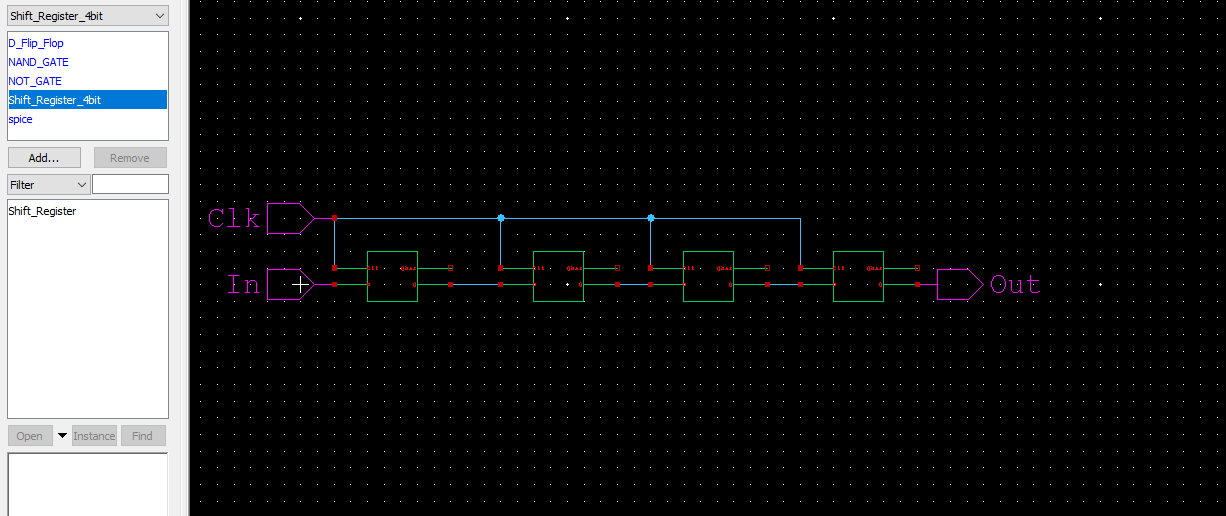 Shift_Register_4bit
D_Flip_Flop
NAND_GATE
NOT_GATE
Shift_Register_4bit
spice
Add...
Remove
Filter
Shift_Register
Open
Instance
Find
Clk
In
Out